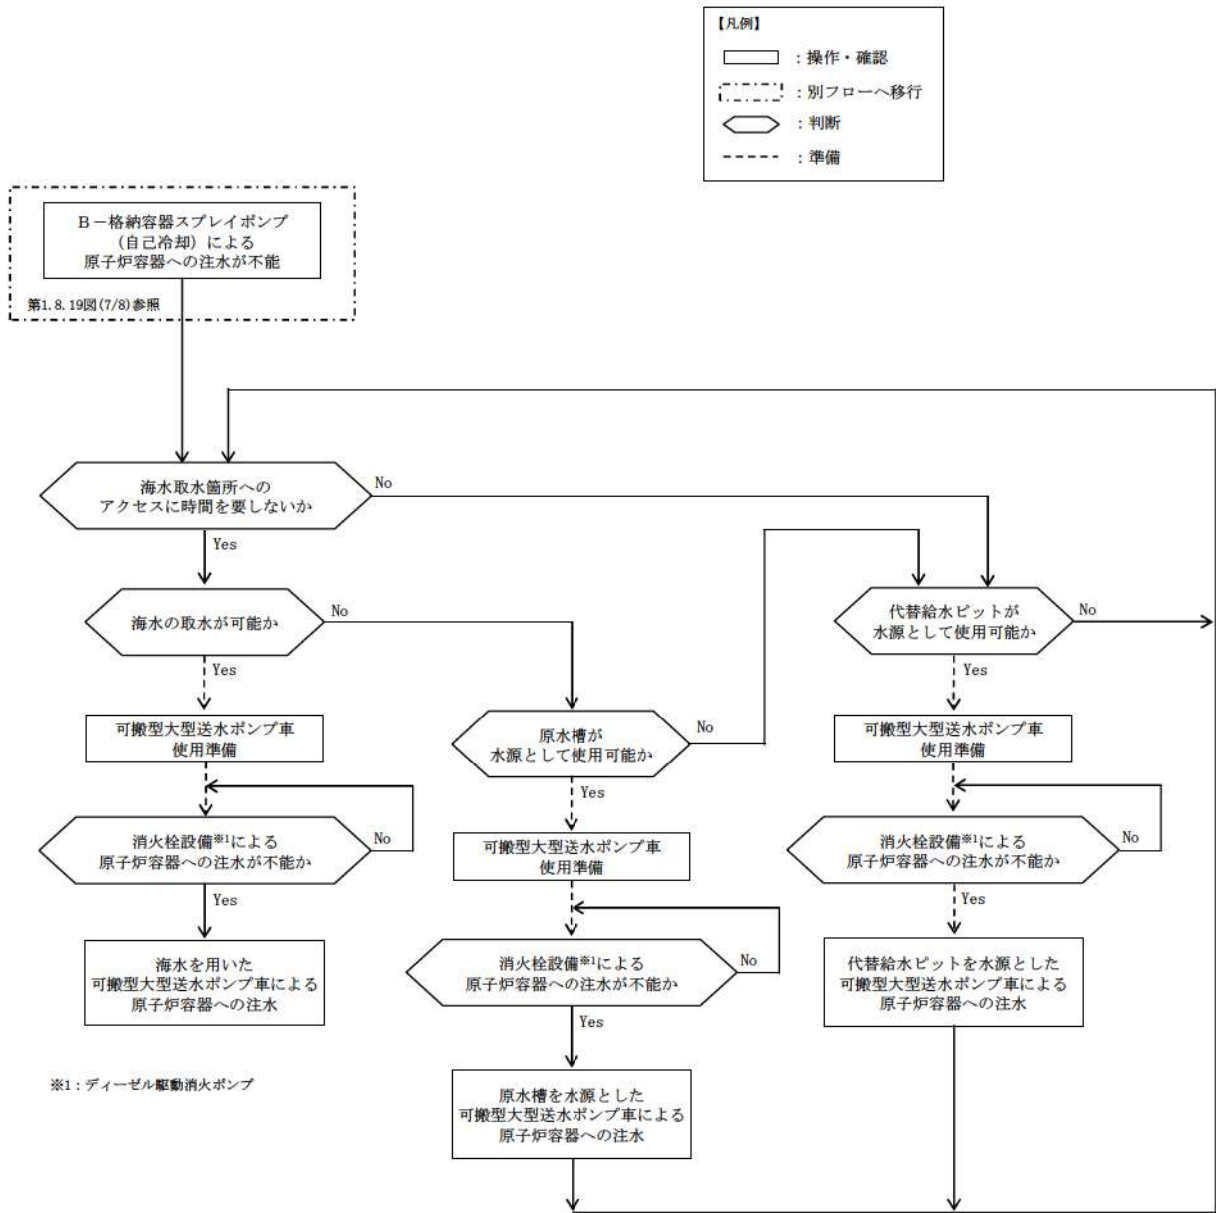 【凡例】
：操作・確認
：別フローへ移行
：判断
：準備
B－格納容器スプレイポンプ
（自己冷却）による
原子炉容器への注水が不能
第1.8.19図(7/8)参照
海水取水箇所への
アクセスに時間を要しないか
No
Yes
海水の取水が可能か
No
Yes
代替給水ピットが
水源として使用可能か
No
Yes
可搬型大型送水ポンプ車
使用準備
原水槽が
水源として使用可能か
No
Yes
可搬型大型送水ポンプ車
使用準備
消火栓設備※1による
原子炉容器への注水が不能か
No
Yes
可搬型大型送水ポンプ車
使用準備
消火栓設備※1による
原子炉容器への注水が不能か
No
Yes
海水を用いた
可搬型大型送水ポンプ車による
原子炉容器への注水
消火栓設備※1による
原子炉容器への注水が不能か
No
Yes
代替給水ピットを水源とした
可搬型大型送水ポンプ車による
原子炉容器への注水
原水槽を水源とした
可搬型大型送水ポンプ車による
原子炉容器への注水
※1：ディーゼル駆動消火ポンプ